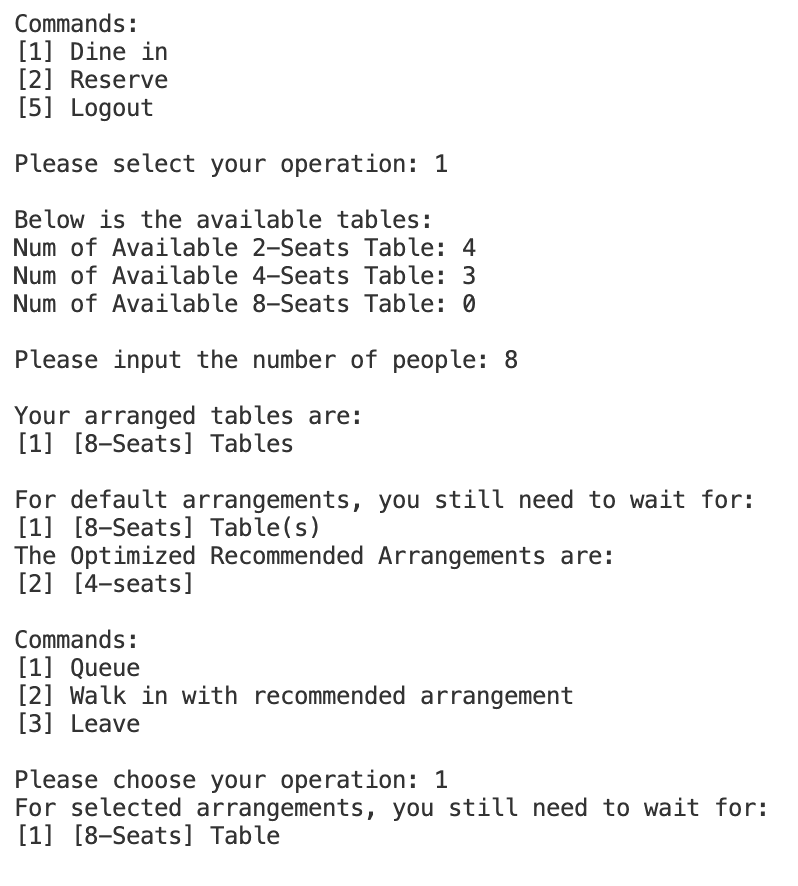 Commands:
[1] Dine in
[2] Reserve
[5] Logout
Please select your operation: 1
Below is the available tables:
Num of Available 2-Seats Table: 4
Num of Available 4-Seats Table: 3
Num of Available 8-Seats Table: 0
Please input the number of people: 8
Your arranged tables are:
[1] [8-Seats] Tables
For default arrangements, you still need to wait for:
[1] [8-Seats] Table(s)
The Optimized Recommended Arrangements are:
[2] [4-seats]
Commands:
[1] Queue
[2] Walk in with recommended arrangement
[3] Leave
Please choose your operation: 1
For selected arrangements, you still need to wait for:
[1] [8-Seats] Table